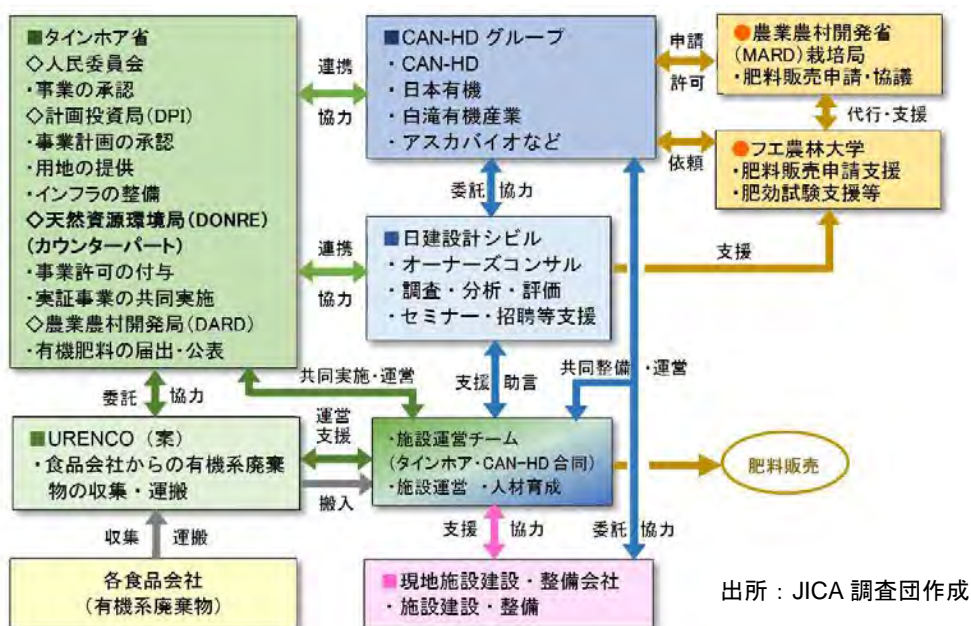 ■タインホア省
◇人民委員会
・事業の承認
◇計画投資局(DPI)
・事業計画の承認
・用地の提供
・インフラの整備
◇天然資源環境局(DONRE)
(カウンターパート)
・事業許可の付与
・実証事業の共同実施
◇農業農村開発局(DARD)
・有機肥料の届出・公表
連携
協力
■CAN-HD グループ
・CAN-HD
・日本有機
・白滝有機産業
・アスカバイオなど
申請
許可
●農業農村開発省
(MARD)栽培局
・肥料販売申請・協議
代行・支援
依頼
●フエ農林大学
・肥料販売申請支援
・肥効試験支援等
委託 協力
連携
協力
■日建設計シビル
・オーナーズコンサル
・調査・分析・評価
・セミナー・招聘等支援
支援
共同実施・運営
支援 助言
共同整備・運営
委託 協力
■URENCO(案)
・食品会社からの有機系廃棄
物の収集・運搬
運営
支援
搬入
・施設運営チーム
(タインホア・CAN-HD 合同)
・施設運営 ・人材育成
肥料販売
収集 運搬
支援 協力
委託 協力
各食品会社
(有機系廃棄物)
■現地施設建設・整備会社
・施設建設・整備
出所：JICA 調査団作成